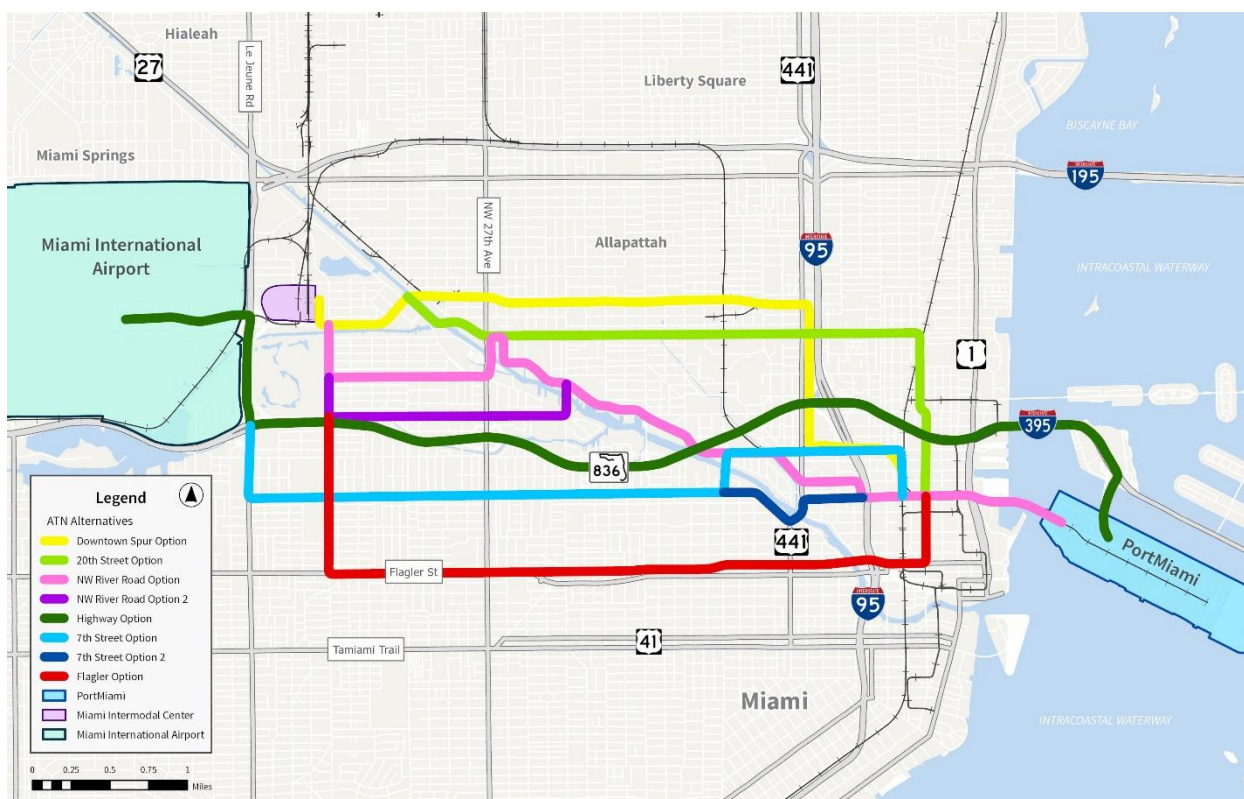 Hialeah
27
Le Jeune Rd
441
Liberty Square
BISCAYNE BAY
Miami Springs
INTERSTATE
195
NW 27th Ave
Miami International
Airport
Allapattah
INTERSTATE
95
INTRACOASTAL WATERWAY
1
INTERSTATE
395
836
Legend
ATN Alternatives
Downtown Spur Option
20th Street Option
NW River Road Option
NW River Road Option 2
Highway Option
7th Street Option
7th Street Option 2
Flagler Option
PortMiami
Miami Intermodal Center
Miami International Airport
441
PortMiami
Flagler St
INTERSTATE
95
41
Tamiami Trail
Miami
INTRACOASTAL WATERWAY
0 0.25 0.5 0.75 1
Miles